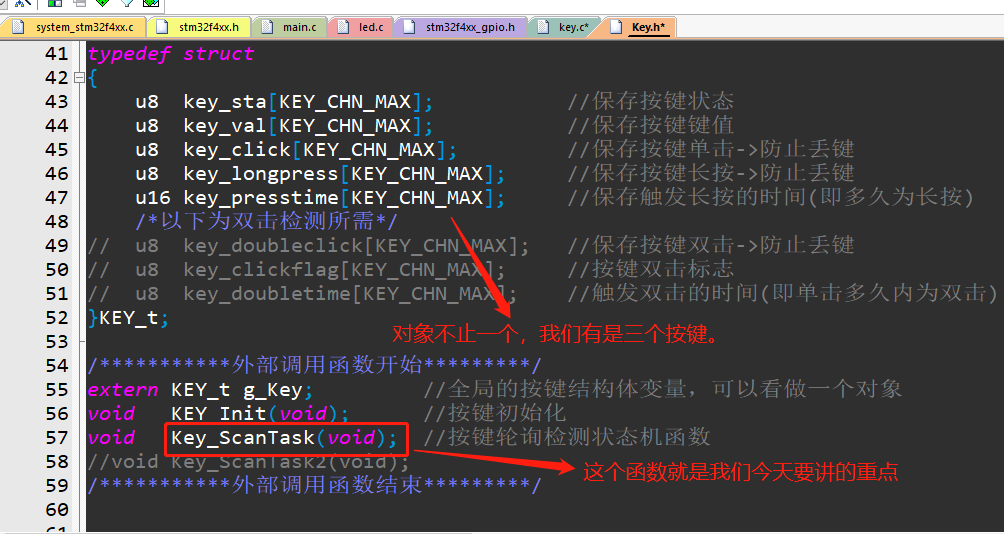 system_stm32f4xx.c stm32f4xx.h main.c led.c stm32f4xx_gpio.h key.c* Key.h*
41 typedef struct
42 {
43 u8 key_sta[KEY_CHN_MAX]; //保存按键状态
44 u8 key_val[KEY_CHN_MAX]; //保存按键键值
45 u8 key_click[KEY_CHN_MAX]; //保存按键单击->防止丢键
46 u8 key_longpress[KEY_CHN_MAX]; //保存按键长按->防止丢键
47 u16 key_presstime[KEY_CHN_MAX]; //保存触发长按的时间(即多久为长按)
48 /*以下为双击检测所需*/
49 // u8 key_doubleclick[KEY_CHN_MAX]; //保存按键双击->防止丢键
50 // u8 key_clickflag[KEY_CHN_MAX]; //按键双击标志
51 // u8 key_doubletime[KEY_CHN_MAX]; //触发双击的时间(即单击多久内为双击)
52 }KEY_t;
对象不止一个，我们有是三个按键。
53
54 /***********外部调用函数开始*********/
55 extern KEY_t g_Key; //全局的按键结构体变量，可以看做一个对象
56 void KEY_Init(void); //按键初始化
57 void Key_ScanTask(void); //按键轮询检测状态机函数
58 //void Key_ScanTask2(void);
这个函数就是我们今天要讲的重点
59 /***********外部调用函数结束*********/
60
61